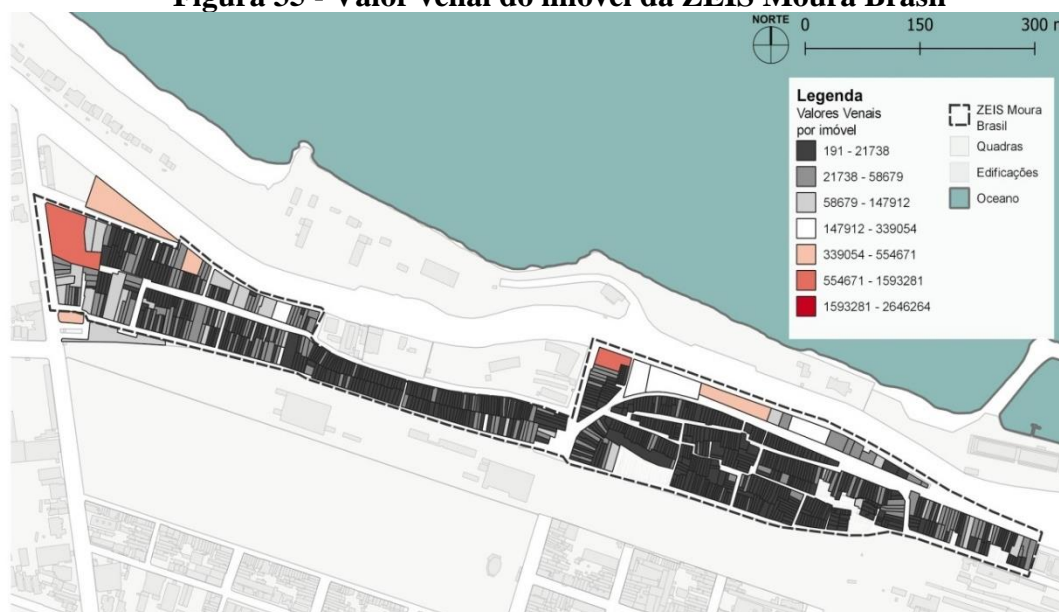 Figura 35 - Valor venal do imóvel da ZEIS Moura Brasil
NORTE
0 150 300 m
Legenda
Valores Venais
por imóvel
191 - 21738
21738 - 58679
58679 - 147912
147912 - 339054
339054 - 554671
554671 - 1593281
1593281 - 2646264
ZEIS Moura
Brasil
Quadras
Edificações
Oceano